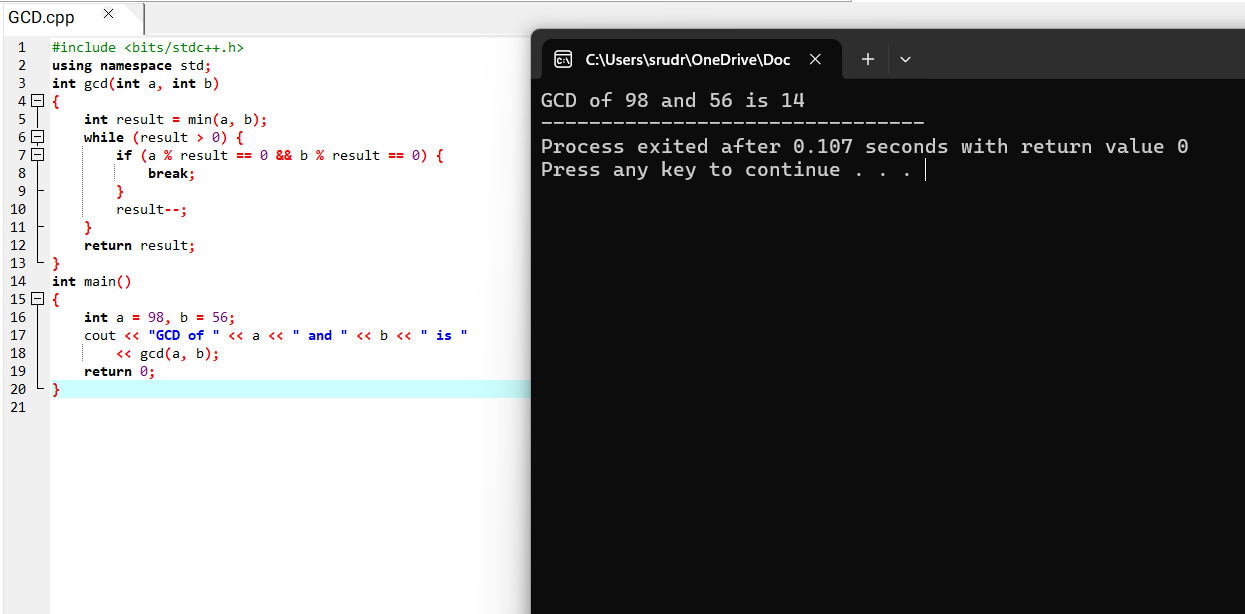 GCD.cpp
1 #include <bits/stdc++.h>
2 using namespace std;
3 int gcd(int a, int b)
4 {
5     int result = min(a, b);
6     while (result > 0) {
7         if (a % result == 0 && b % result == 0) {
8             break;
9         }
10         result--;
11     }
12     return result;
13 }
14 int main()
15 {
16     int a = 98, b = 56;
17     cout << "GCD of " << a << " and " << b << " is "
18         << gcd(a, b);
19     return 0;
20 }
21
C:\Users\srudr\OneDrive\Doc
GCD of 98 and 56 is 14
--------------------------------
Process exited after 0.107 seconds with return value 0
Press any key to continue . . .